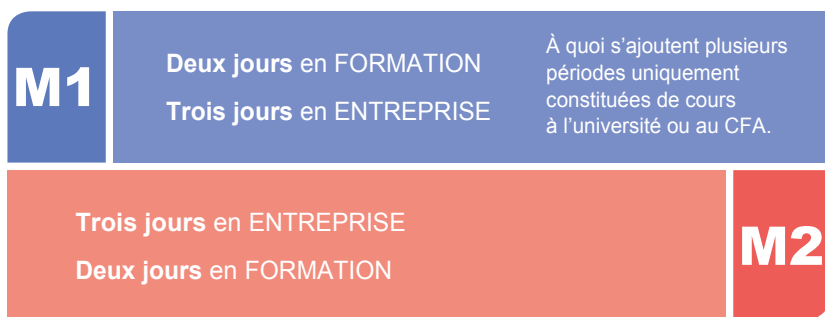 M1
Deux jours en FORMATION
Trois jours en ENTREPRISE
À quoi s’ajoutent plusieurs
périodes uniquement
constituées de cours
à l’université ou au CFA.
Trois jours en ENTREPRISE
Deux jours en FORMATION
M2